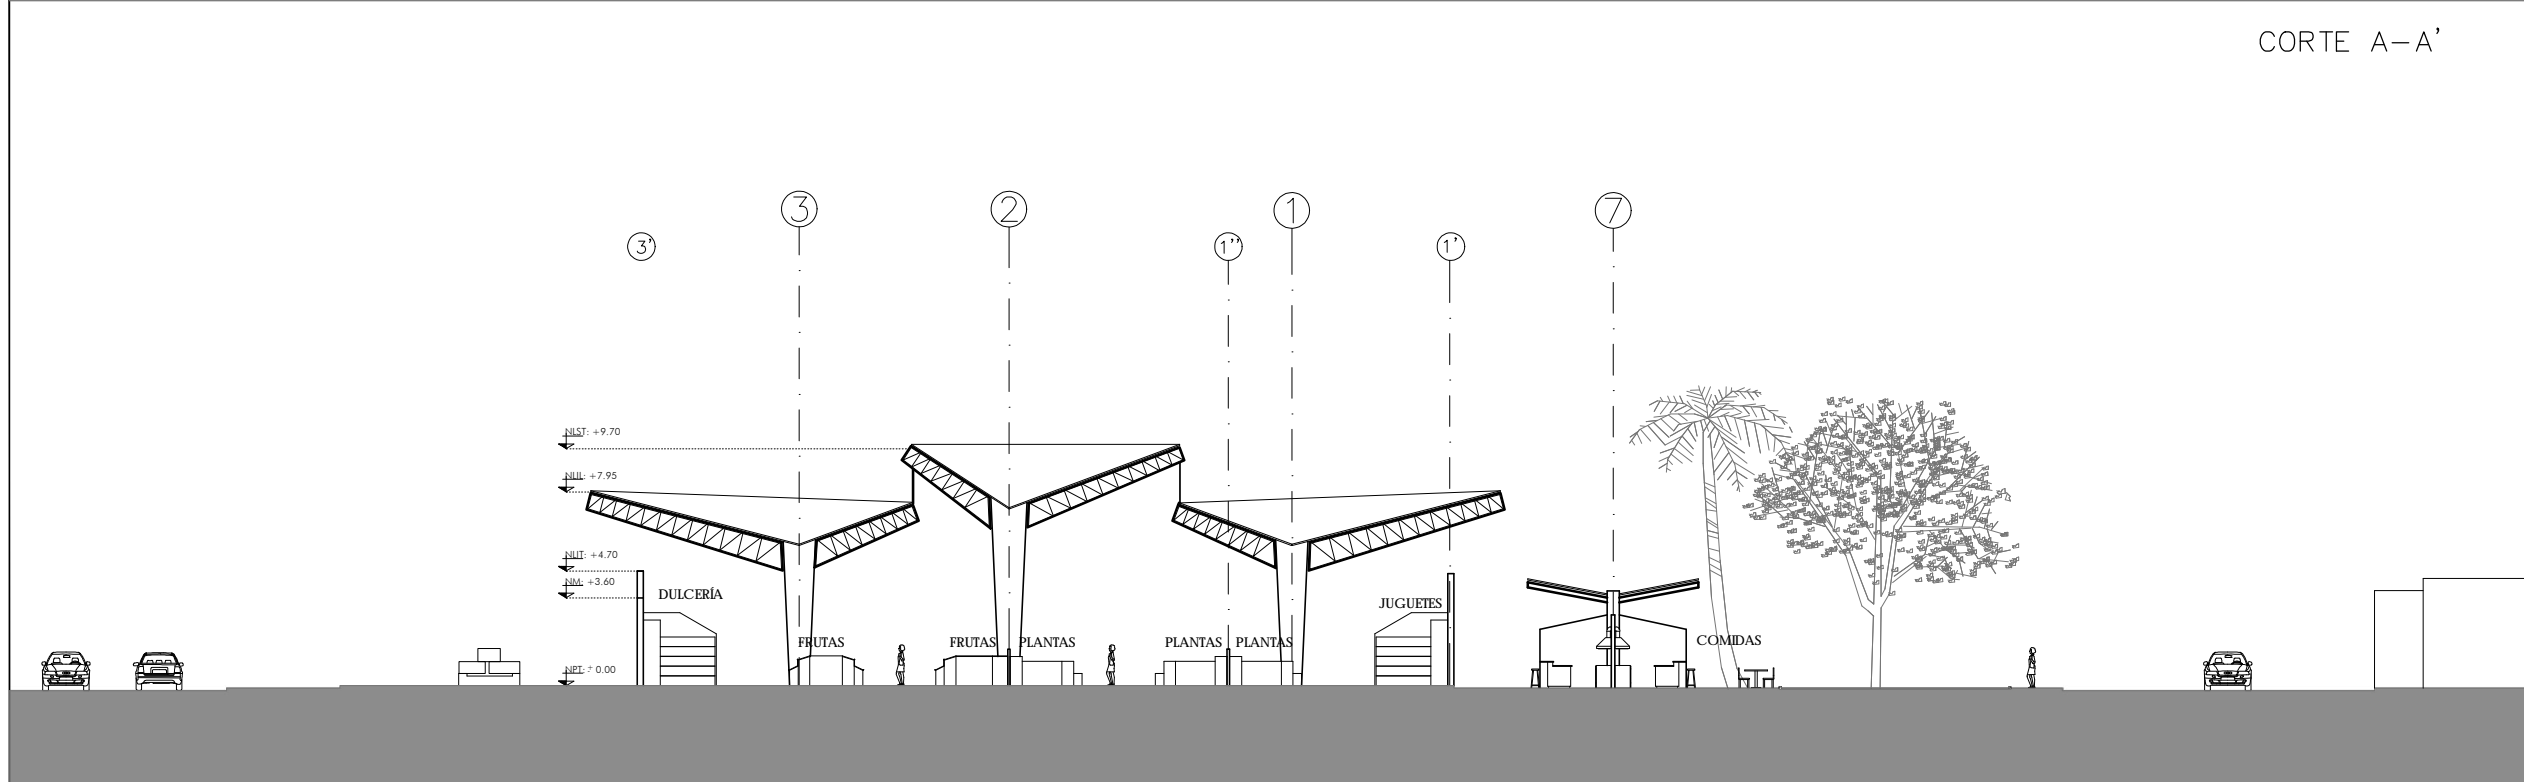 CORTE A-A'
3
2
1
7
3'
1''
1'
NLST: +9.70
NLIL: +7.95
NLIT: +4.70
NM: +3.60
DULCERÍA
JUGUETES
FRUTAS
FRUTAS
PLANTAS
PLANTAS
PLANTAS
COMIDAS
NPT: ± 0.00